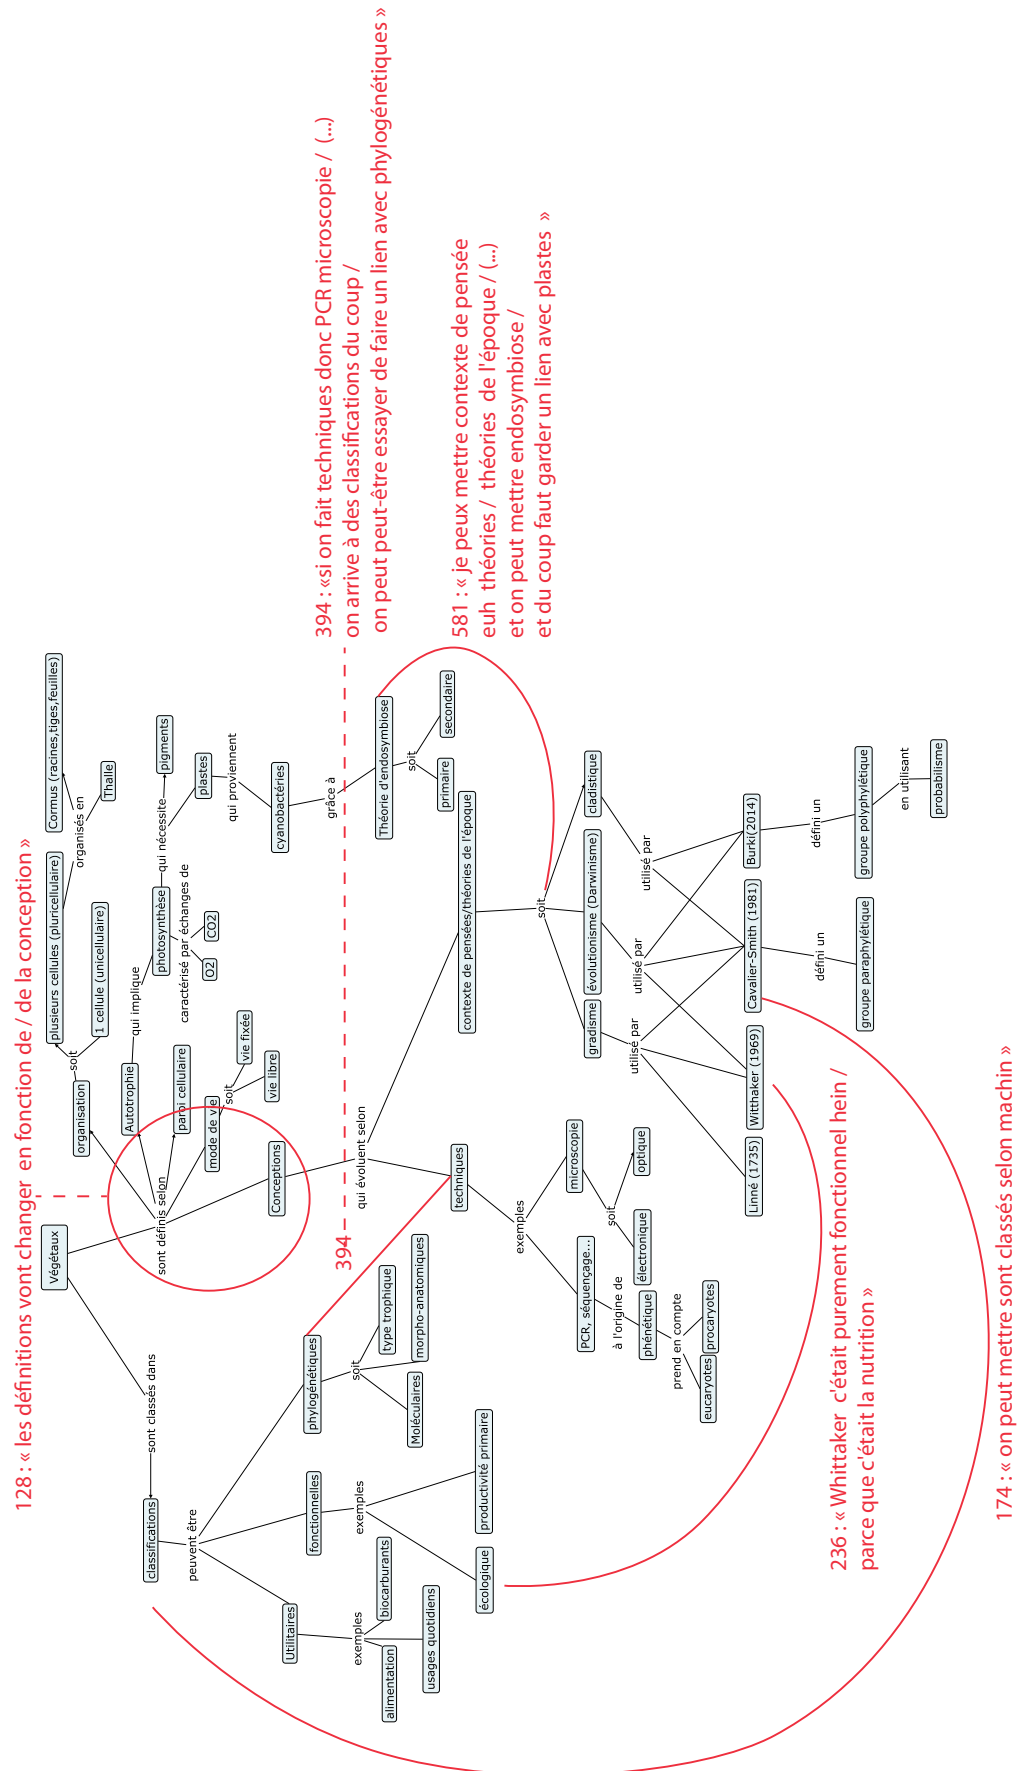 128 : « les définitions vont changer en fonction de / de la conception »
Végétaux
sont classés dans
sont définis selon
classifications
peuvent être
Utilitaires
exemples
alimentation
biocarburants
usages quotidiens
fonctionnelles
exemples
écologique
productivité primaire
phylogénétiques
soit
Moléculaires
morpho-anatomiques
type trophique
organisation
soit
plusieurs cellules (pluricellulaire)
1 cellule (unicellulaire)
organisés en
Cormus (racines,tiges,feuilles)
Thalle
Autotrophie
qui implique
photosynthèse
caractérisé par échanges de
O2
CO2
qui nécessite
pigments
plastes
qui proviennent
cyanobactéries
grâce à
Théorie d'endosymbiose
soit
primaire
secondaire
paroi cellulaire
mode de vie
soit
vie fixée
vie libre
Conceptions
qui évoluent selon
techniques
exemples
PCR, séquençage...
à l'origine de
phénétique
prend en compte
eucaryotes
procaryotes
microscopie
soit
électronique
optique
contexte de pensées/théories de l'époque
soit
gradisme
évolutionisme (Darwinisme)
cladistique
utilisé par
utilisé par
utilisé par
Linné (1735)
Witthaker (1969)
Cavalier-Smith (1981)
Burki(2014)
défini un
défini un
groupe paraphylétique
groupe polyphylétique
en utilisant
probabilisme
394
394 : «si on fait techniques donc PCR microscopie / (...)
on arrive à des classifications du coup /
on peut peut-être essayer de faire un lien avec phylogénétiques »
581 : « je peux mettre contexte de pensée
euh théories / théories de l'époque / (...)
et on peut mettre endosymbiose /
et du coup faut garder un lien avec plastes »
236 : « Whittaker c'était purement fonctionnel hein /
parce que c'était la nutrition »
174 : « on peut mettre sont classés selon machin »